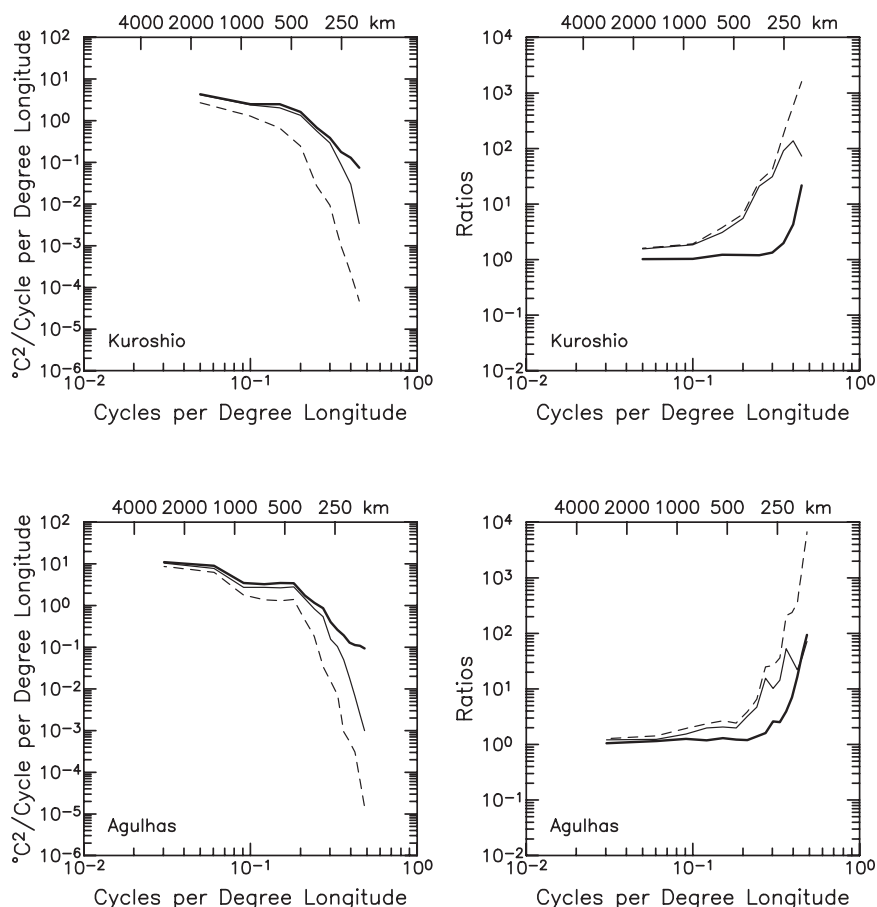 4000 2000 1000 500 250 km
10² 10¹ 10⁰ 10⁻¹ 10⁻² 10⁻³ 10⁻⁴ 10⁻⁵ 10⁻⁶
°C²/Cycle per Degree Longitude
Kuroshio
10⁻² 10⁻¹ 10⁰
Cycles per Degree Longitude
4000 2000 1000 500 250 km
10⁴ 10³ 10² 10¹ 10⁰ 10⁻¹ 10⁻²
Ratios
Kuroshio
10⁻² 10⁻¹ 10⁰
Cycles per Degree Longitude
4000 2000 1000 500 250 km
10² 10¹ 10⁰ 10⁻¹ 10⁻² 10⁻³ 10⁻⁴ 10⁻⁵ 10⁻⁶
°C²/Cycle per Degree Longitude
Agulhas
10⁻² 10⁻¹ 10⁰
Cycles per Degree Longitude
4000 2000 1000 500 250 km
10⁴ 10³ 10² 10¹ 10⁰ 10⁻¹ 10⁻²
Ratios
Agulhas
10⁻² 10⁻¹ 10⁰
Cycles per Degree Longitude